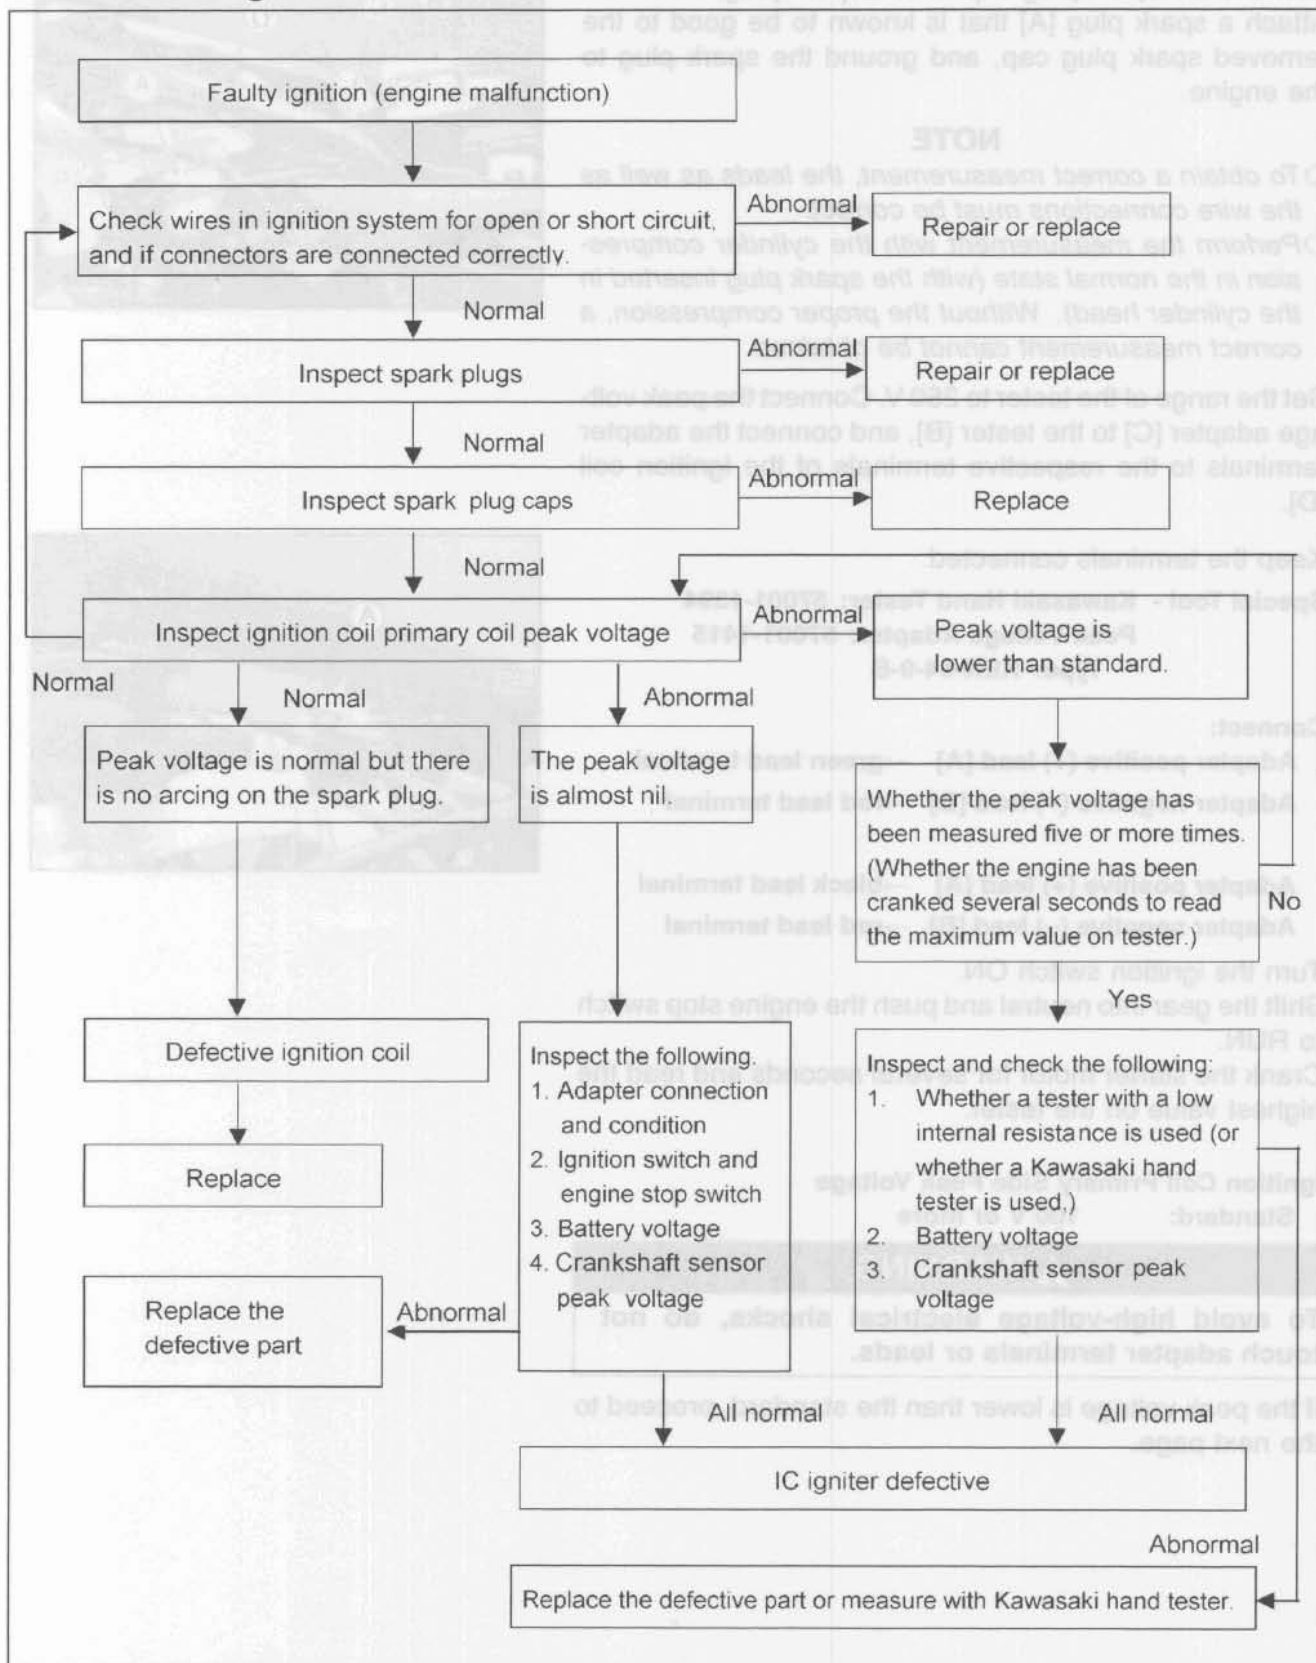 Faulty ignition (engine malfunction)
Check wires in ignition system for open or short circuit,
and if connectors are connected correctly.
Abnormal
Repair or replace
Normal
Inspect spark plugs
Abnormal
Repair or replace
Normal
Inspect spark plug caps
Abnormal
Replace
Normal
Inspect ignition coil primary coil peak voltage
Abnormal
Peak voltage is
lower than standard.
Normal
Normal
Abnormal
Peak voltage is normal but there
is no arcing on the spark plug.
The peak voltage
is almost nil.
Whether the peak voltage has
been measured five or more times.
(Whether the engine has been
cranked several seconds to read
the maximum value on tester.)
No
Yes
Defective ignition coil
Replace
Inspect the following.
1. Adapter connection
and condition
2. Ignition switch and
engine stop switch
3. Battery voltage
4. Crankshaft sensor
peak voltage
Inspect and check the following:
1. Whether a tester with a low
internal resistance is used (or
whether a Kawasaki hand
tester is used.)
2. Battery voltage
3. Crankshaft sensor peak
voltage
Abnormal
Replace the
defective part
All normal
All normal
IC igniter defective
Abnormal
Replace the defective part or measure with Kawasaki hand tester.